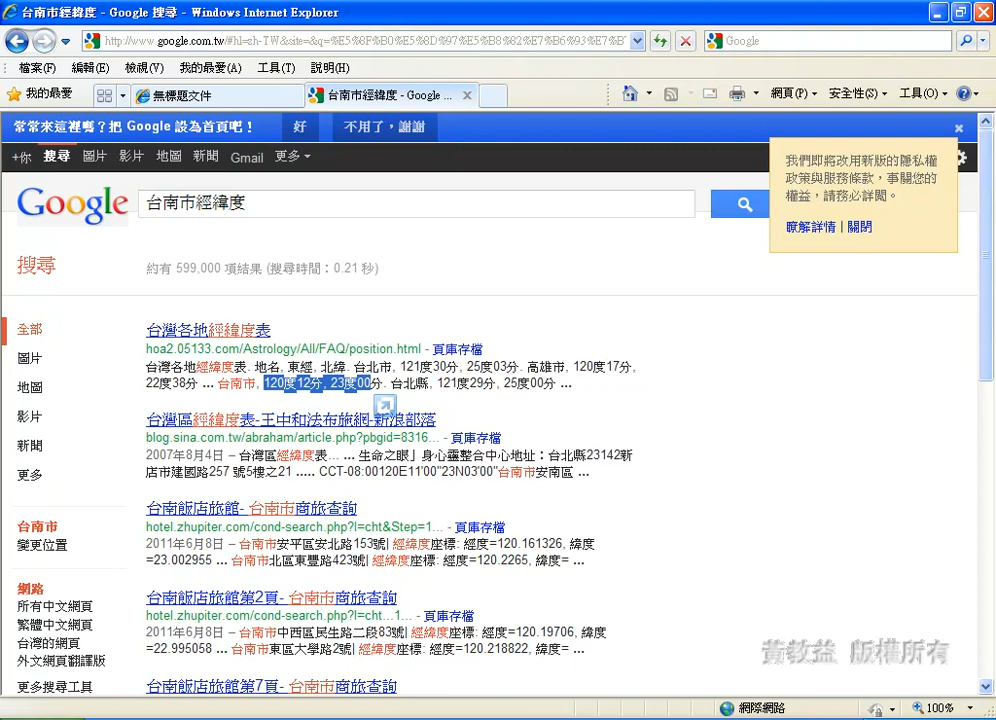 台南市經緯度 - Google 搜尋 - Windows Internet Explorer
http://www.google.com.tw/#hl=zh-TW&site=&q=%E5%8F%B0%E5%8D%97%E5%B8%82%E7%B6%93%E7%B
Google
檔案(F) 編輯(E) 檢視(V) 我的最愛(A) 工具(T) 說明(H)
我的最愛 無標題文件 台南市經緯度 - Google ... 網頁(P) 安全性(S) 工具(O)
常常來這裡嗎？把 Google 設為首頁吧！ 好 不用了，謝謝
+你 搜尋 圖片 影片 地圖 新聞 Gmail 更多
我們即將改用新版的隱私權
政策與服務條款，事關您的
權益，請務必詳閱。
瞭解詳情 | 關閉
Google 台南市經緯度
搜尋 約有 599,000 項結果 (搜尋時間：0.21 秒)
全部
圖片
地圖
影片
新聞
更多
台南市
變更位置
網路
所有中文網頁
繁體中文網頁
台灣的網頁
外文網頁翻譯版
更多搜尋工具
台灣各地經緯度表
hoa2.05133.com/Astrology/All/FAQ/position.html - 頁庫存檔
台灣各地經緯度表. 地名, 東經, 北緯. 台北市, 121度30分, 25度03分. 高雄市, 120度17分,
22度38分 ... 台南市, 120度12分, 23度00分. 台北縣, 121度29分, 25度00分 ...
台灣區經緯度表-王中和法布施網-新浪部落
blog.sina.com.tw/abraham/article.php?pbgid=8316... - 頁庫存檔
2007年8月4日 – 台灣區經緯度表... ... 生命之眼」身心靈整合中心地址：台北縣23142新
店市建國路257 號5樓之21 ..... CCT-08:00120E11'00"23N03'00"台南市安南區 ...
台南飯店旅館- 台南市商旅查詢
hotel.zhupiter.com/cond-search.php?l=cht&Step=1... - 頁庫存檔
2011年6月8日 – 台南市安平區安北路153號| 經緯度座標: 經度=120.161326, 緯度
=23.002955 ... 台南市北區東豐路423號| 經緯度座標: 經度=120.2265, 緯度= ...
台南飯店旅館第2頁- 台南市商旅查詢
hotel.zhupiter.com/cond-search.php?l=cht...1... - 頁庫存檔
2011年6月8日 – 台南市中西區民生路二段83號| 經緯度座標: 經度=120.19706, 緯度
=22.995058 ... 台南市東區大學路2號| 經緯度座標: 經度=120.218822, 緯度= ...
台南飯店旅館第7頁- 台南市商旅查詢
黃教益 版權所有
網際網路 100%